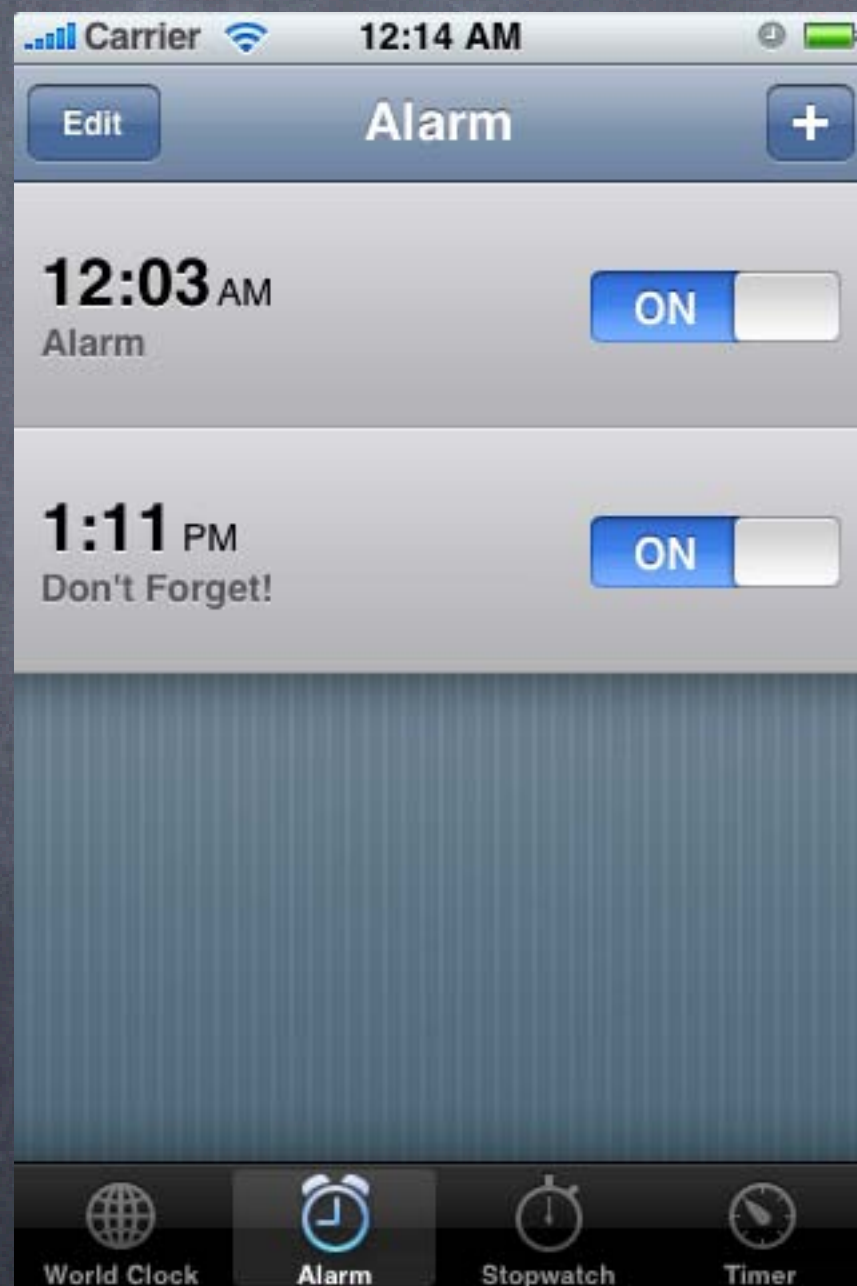 Carrier 12:14 AM
Edit Alarm +
12:03 AM ON
Alarm
1:11 PM ON
Don't Forget!
World Clock Alarm Stopwatch Timer